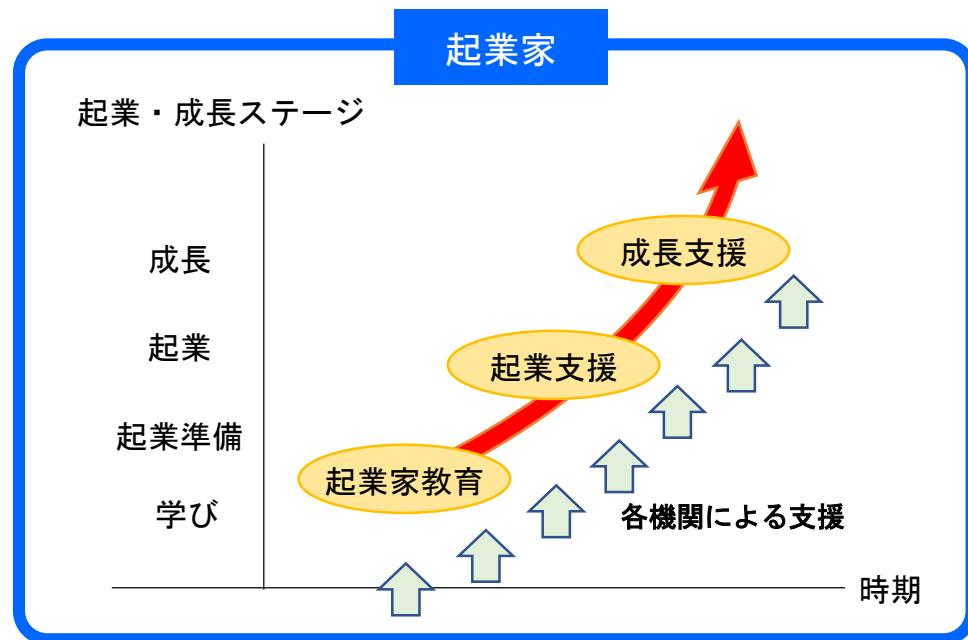 起業家
起業・成長ステージ
成長
成長支援
起業
起業支援
起業準備
起業家教育
学び
各機関による支援
時期